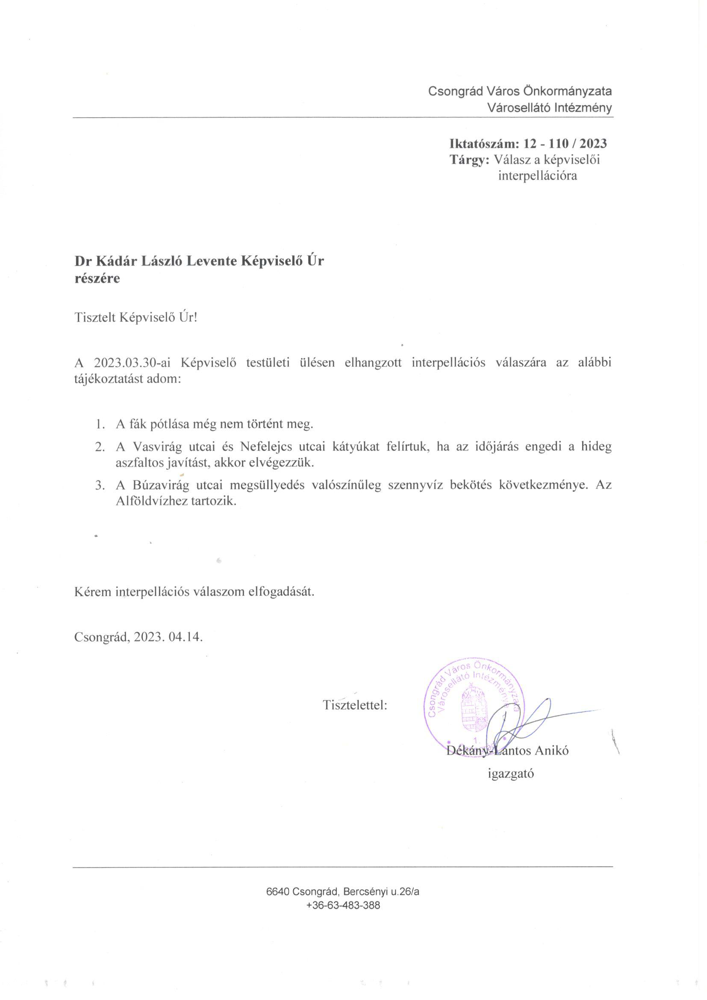 Csongrád Város Önkormányzata
Városellátó Intézmény
Iktatószám: 12 - 110 / 2023
Tárgy: Válasz a képviselői
interpellációra
Dr Kádár László Levente Képviselő Úr
részére
Tisztelt Képviselő Úr!
A 2023.03.30-ai Képviselő testületi ülésen elhangzott interpellációs válaszára az alábbi
tájékoztatást adom:
1. A fák pótlása még nem történt meg.
2. A Vasvirág utcai és Nefelejcs utcai kátyúkat felírtuk, ha az időjárás engedi a hideg
aszfaltos javítást, akkor elvégezzük.
3. A Búzavirág utcai megsüllyedés valószínűleg szennyvíz bekötés következménye. Az
Alföldvízhez tartozik.
Kérem interpellációs válaszom elfogadását.
Csongrád, 2023. 04.14.
Csongrád Város Önkormányzata
Városellátó Intézménye
1.
Csongrád
Tisztelettel:
Dékány-Lantos Anikó
igazgató
6640 Csongrád, Bercsényi u.26/a
+36-63-483-388